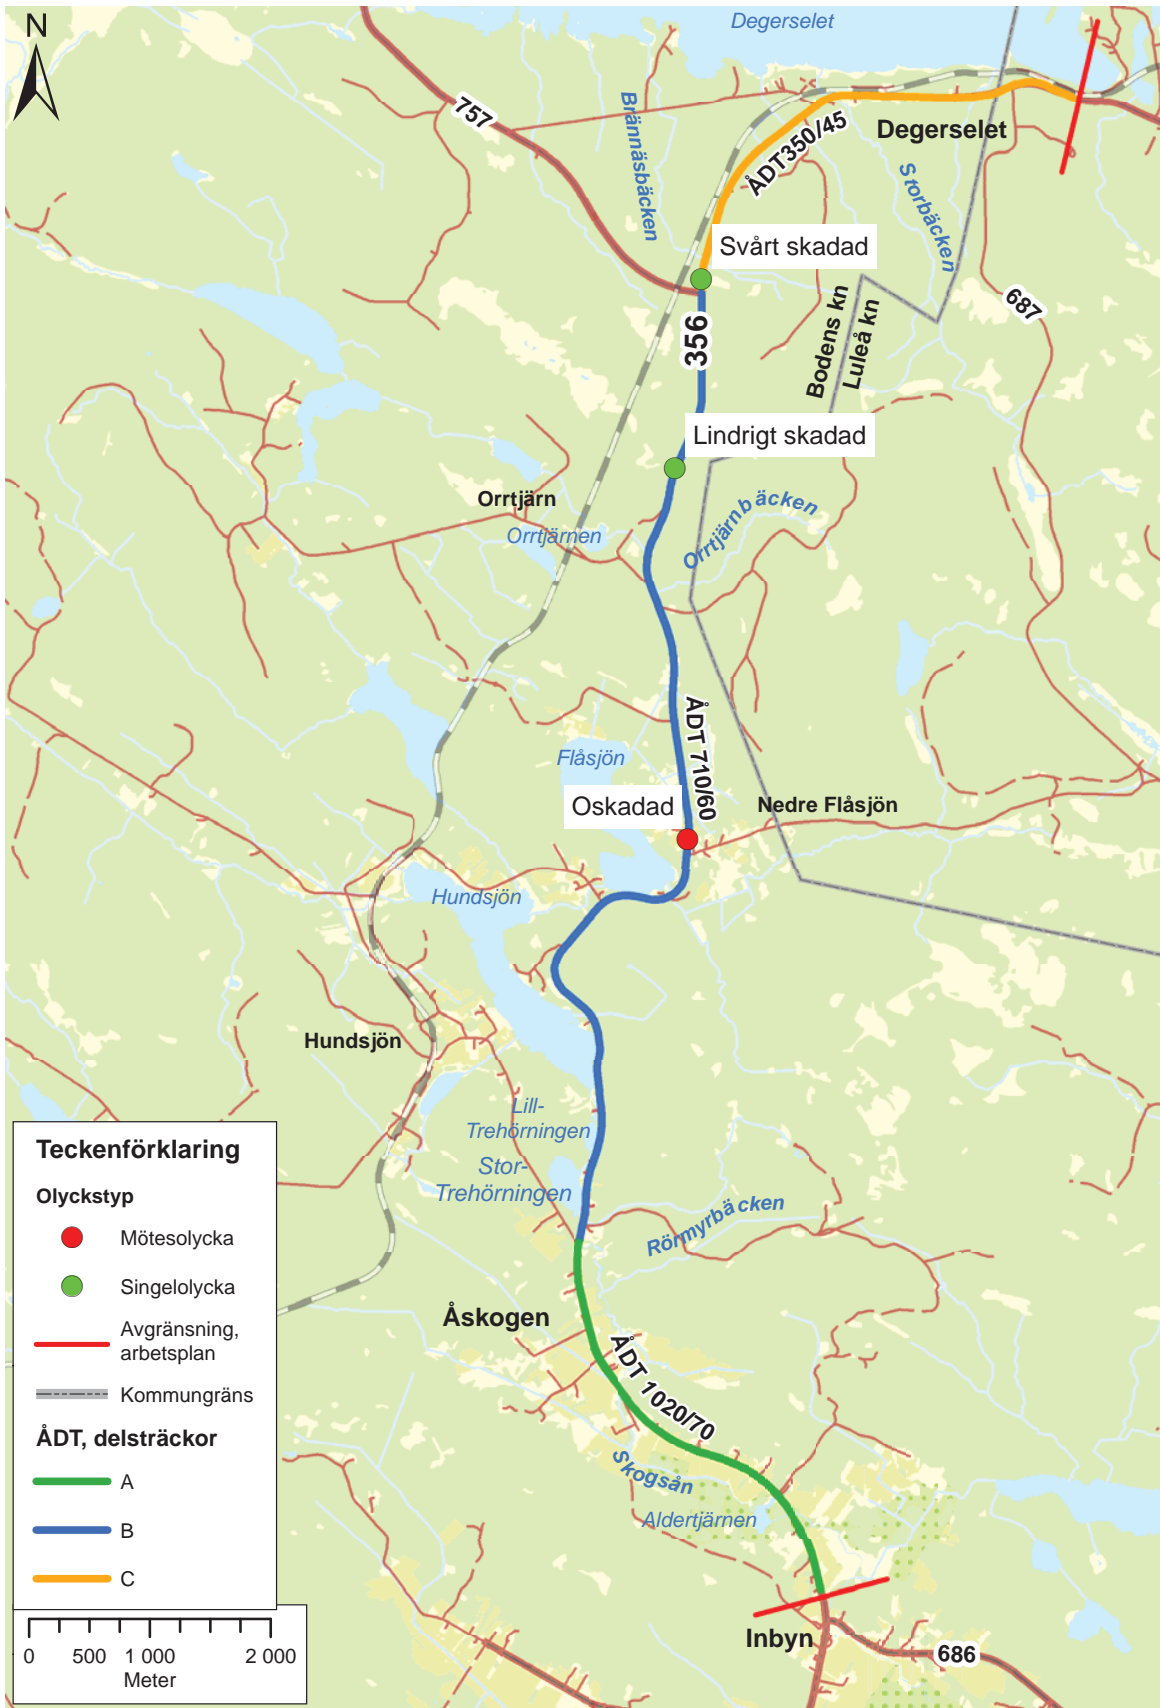 N
Degerselet
757
Brännäsbäcken
ÅDT350/45
Degerselet
Storbäcken
Svårt skadad
687
356
Bodens kn
Luleå kn
Lindrigt skadad
Orrtjärn
Orrtjärnen
Orrtjärnbäcken
ÅDT 710/60
Flåsjön
Oskadad
Nedre Flåsjön
Hundsjön
Hundsjön
Lill-
Trehörningen
Stor-
Trehörningen
Rörmyrbäcken
Åskogen
ÅDT 1020/70
Skogsån
Aldertjärnen
Inbyn
686
Teckenförklaring
Olyckstyp
Mötesolycka
Singelolycka
Avgränsning,
arbetsplan
Kommungräns
ÅDT, delsträckor
A
B
C
0 500 1 000 2 000
Meter